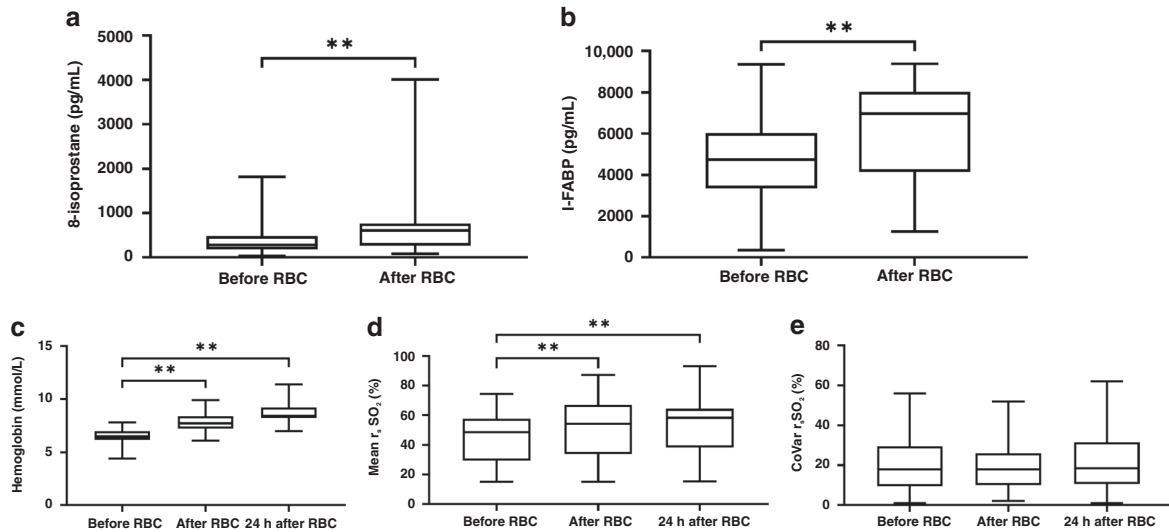 a
5000
4000
3000
2000
1000
0
8-isoprostane (pg/mL)
**
Before RBC
After RBC
b
10,000
8000
6000
4000
2000
0
I-FABP (pg/mL)
**
Before RBC
After RBC
c
15
10
5
0
Hemoglobin (mmol/L)
**
**
Before RBC
After RBC
24 h after RBC
d
100
80
60
40
20
0
Mean rₛ SO₂ (%)
**
**
Before RBC
After RBC
24 h after RBC
e
80
60
40
20
0
CoVar rₛSO₂ (%)
Before RBC
After RBC
24 h after RBC